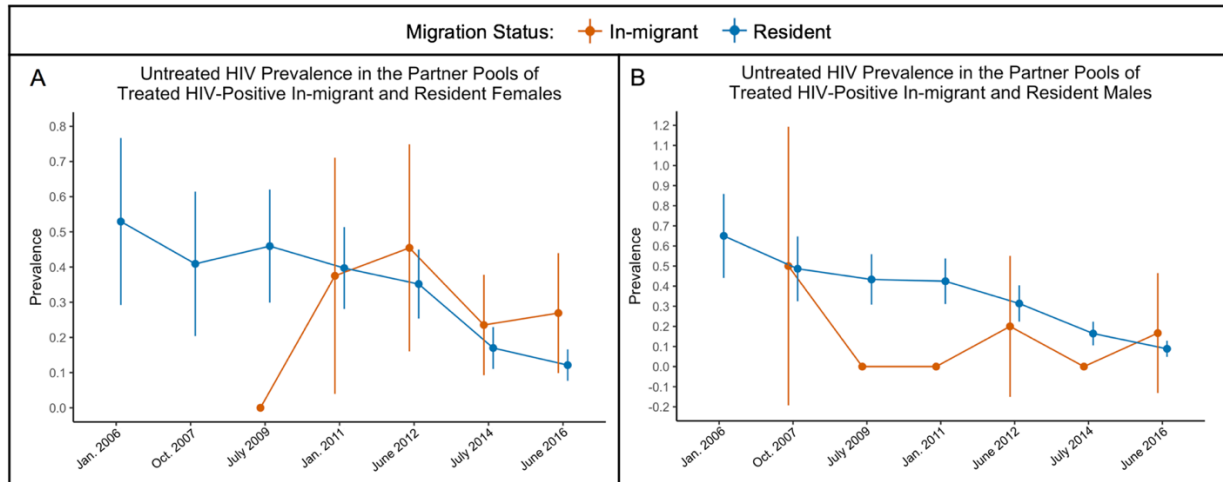 Migration Status: In-migrant Resident
A
Untreated HIV Prevalence in the Partner Pools of
Treated HIV-Positive In-migrant and Resident Females
Prevalence
0.8
0.7
0.6
0.5
0.4
0.3
0.2
0.1
0.0
Jan. 2006
Oct. 2007
July 2009
Jan. 2011
June 2012
July 2014
June 2016
B
Untreated HIV Prevalence in the Partner Pools of
Treated HIV-Positive In-migrant and Resident Males
Prevalence
1.2
1.1
1.0
0.9
0.8
0.7
0.6
0.5
0.4
0.3
0.2
0.1
0.0
-0.1
-0.2
Jan. 2006
Oct. 2007
July 2009
Jan. 2011
June 2012
July 2014
June 2016